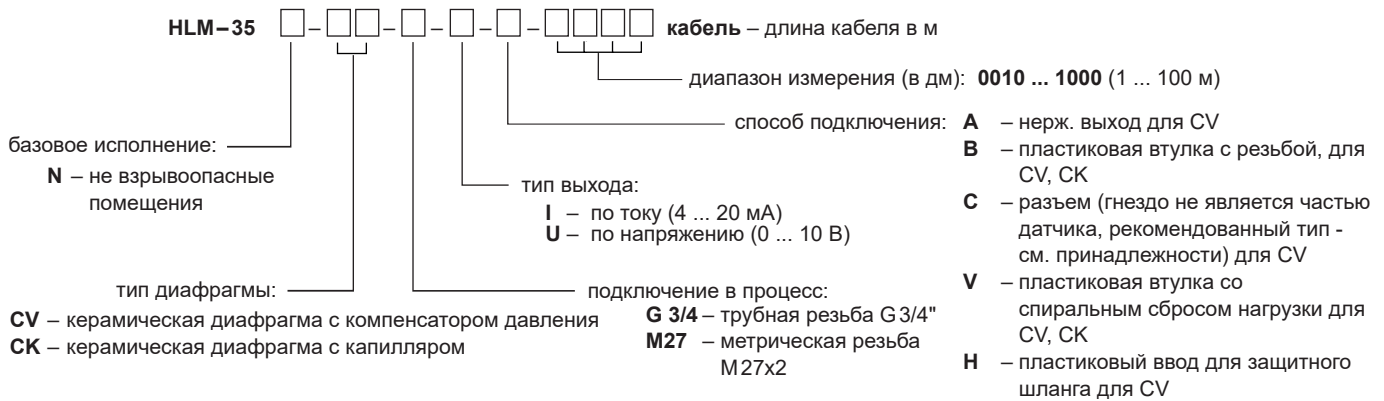 HLM–35 □–□□–□–□–□–□□□□ кабель – длина кабеля в м
диапазон измерения (в дм): 0010 ... 1000 (1 ... 100 м)
способ подключения:
A – нерж. выход для CV
B – пластиковая втулка с резьбой, для
CV, CK
C – разъем (гнездо не является частью
датчика, рекомендованный тип -
см. принадлежности) для CV
V – пластиковая втулка со
спиральным сбросом нагрузки для
CV, CK
H – пластиковый ввод для защитного
шланга для CV
базовое исполнение:
N – не взрывоопасные
помещения
тип выхода:
I – по току (4 ... 20 мА)
U – по напряжению (0 ... 10 В)
тип диафрагмы:
CV – керамическая диафрагма с компенсатором давления
CK – керамическая диафрагма с капилляром
подключение в процесс:
G 3/4 – трубная резьба G 3/4"
M27 – метрическая резьба
M27x2